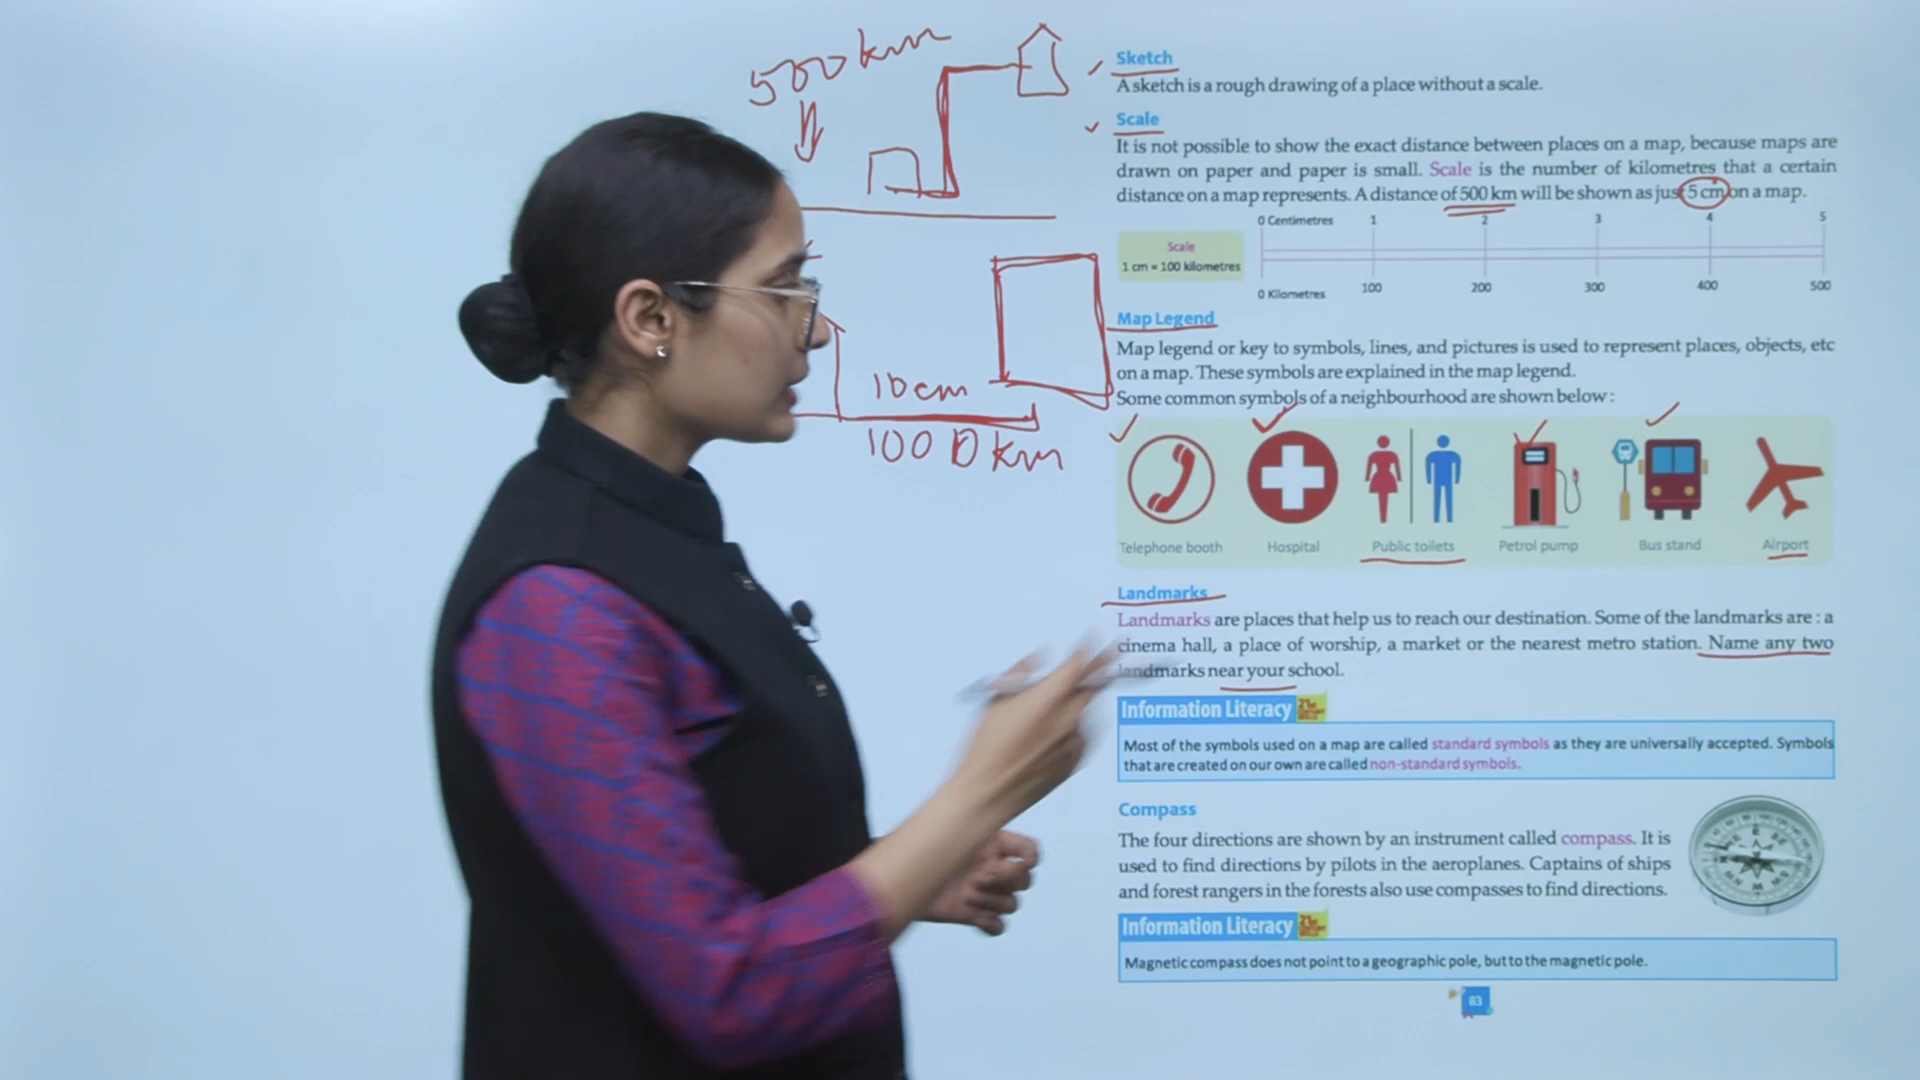 500 km
10 cm
1000 km
Sketch
A sketch is a rough drawing of a place without a scale.
Scale
It is not possible to show the exact distance between places on a map, because maps are
drawn on paper and paper is small. Scale is the number of kilometres that a certain
distance on a map represents. A distance of 500 km will be shown as just 5 cm on a map.
0 Centimetres 1 2 3 4 5
Scale
1 cm = 100 kilometres
0 Kilometres 100 200 300 400 500
Map Legend
Map legend or key to symbols, lines, and pictures is used to represent places, objects, etc
on a map. These symbols are explained in the map legend.
Some common symbols of a neighbourhood are shown below :
Telephone booth Hospital Public toilets Petrol pump Bus stand Airport
Landmarks
Landmarks are places that help us to reach our destination. Some of the landmarks are : a
cinema hall, a place of worship, a market or the nearest metro station. Name any two
landmarks near your school.
Information Literacy
Most of the symbols used on a map are called standard symbols as they are universally accepted. Symbols
that are created on our own are called non-standard symbols.
Compass
The four directions are shown by an instrument called compass. It is
used to find directions by pilots in the aeroplanes. Captains of ships
and forest rangers in the forests also use compasses to find directions.
Information Literacy
Magnetic compass does not point to a geographic pole, but to the magnetic pole.
83